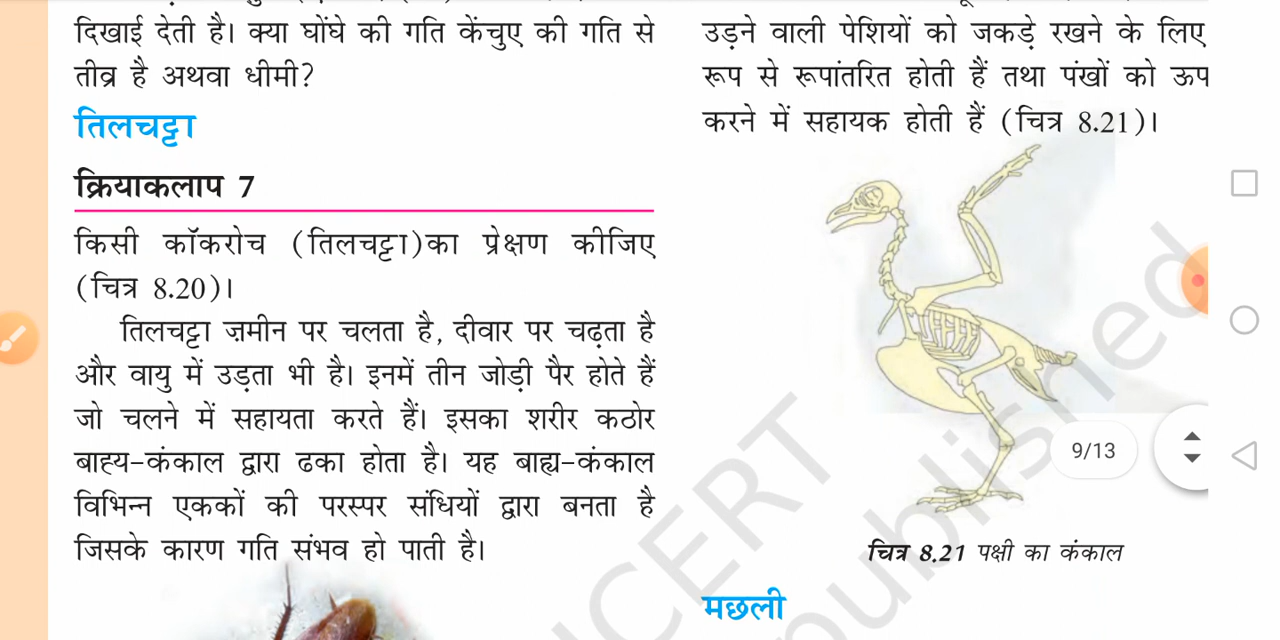 दिखाई देती है। क्या घोंघे की गति केंचुए की गति से
तीव्र है अथवा धीमी?
तिलचट्टा
क्रियाकलाप 7
किसी कॉकरोच (तिलचट्टा)का प्रेक्षण कीजिए
(चित्र 8.20)।
तिलचट्टा ज़मीन पर चलता है, दीवार पर चढ़ता है
और वायु में उड़ता भी है। इनमें तीन जोड़ी पैर होते हैं
जो चलने में सहायता करते हैं। इसका शरीर कठोर
बाह्य-कंकाल द्वारा ढका होता है। यह बाह्य-कंकाल
विभिन्न एककों की परस्पर संधियों द्वारा बनता है
जिसके कारण गति संभव हो पाती है।
उड़ने वाली पेशियों को जकड़े रखने के लिए
रूप से रूपांतरित होती हैं तथा पंखों को ऊप
करने में सहायक होती हैं (चित्र 8.21)।
9/13
चित्र 8.21 पक्षी का कंकाल
मछली
NCERT
published